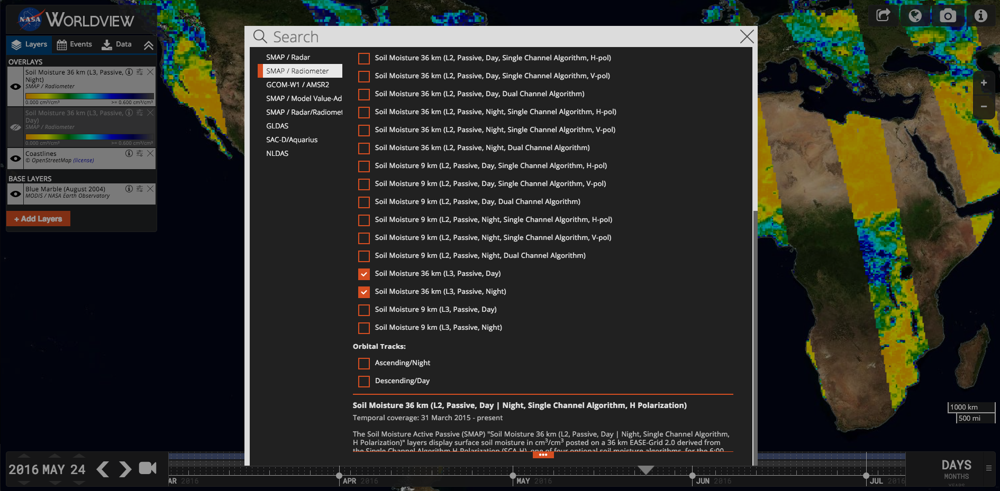 NASA WORLDVIEW
Layers
Events
Data
OVERLAYS
Soil Moisture 36 km (L3, Passive,
Night)
SMAP / Radiometer
0.000 cm³/cm³
>= 0.600 cm³/cm³
Soil Moisture 36 km (L3, Passive,
Day)
SMAP / Radiometer
0.000 cm³/cm³
>= 0.600 cm³/cm³
Coastlines
© OpenStreetMap (license)
BASE LAYERS
Blue Marble (August 2004)
MODIS / NASA Earth Observatory
+ Add Layers
Search
SMAP / Radar
SMAP / Radiometer
GCOM-W1 / AMSR2
SMAP / Model Value-Ad
SMAP / Radar/Radiomet
GLDAS
SAC-D/Aquarius
NLDAS
Soil Moisture 36 km (L2, Passive, Day, Single Channel Algorithm, H-pol)
Soil Moisture 36 km (L2, Passive, Day, Single Channel Algorithm, V-pol)
Soil Moisture 36 km (L2, Passive, Day, Dual Channel Algorithm)
Soil Moisture 36 km (L2, Passive, Night, Single Channel Algorithm, H-pol)
Soil Moisture 36 km (L2, Passive, Night, Single Channel Algorithm, V-pol)
Soil Moisture 36 km (L2, Passive, Night, Dual Channel Algorithm)
Soil Moisture 9 km (L2, Passive, Day, Single Channel Algorithm, H-pol)
Soil Moisture 9 km (L2, Passive, Day, Single Channel Algorithm, V-pol)
Soil Moisture 9 km (L2, Passive, Day, Dual Channel Algorithm)
Soil Moisture 9 km (L2, Passive, Night, Single Channel Algorithm, H-pol)
Soil Moisture 9 km (L2, Passive, Night, Single Channel Algorithm, V-pol)
Soil Moisture 9 km (L2, Passive, Night, Dual Channel Algorithm)
Soil Moisture 36 km (L3, Passive, Day)
Soil Moisture 36 km (L3, Passive, Night)
Soil Moisture 9 km (L3, Passive, Day)
Soil Moisture 9 km (L3, Passive, Night)
Orbital Tracks:
Ascending/Night
Descending/Day
Soil Moisture 36 km (L2, Passive, Day | Night, Single Channel Algorithm, H Polarization)
Temporal coverage: 31 March 2015 - present
The Soil Moisture Active Passive (SMAP) "Soil Moisture 36 km (L2, Passive, Day | Night, Single Channel Algorithm,
H Polarization)" layers display surface soil moisture in cm³/cm³ posted on a 36 km EASE-Grid 2.0 derived from
the Single Channel Algorithm H-Polarization (SCA-H), one of four optional soil moisture algorithms, for the 6:00
1000 km
500 mi
2016 MAY 24
AR 2016
APR 2016
MAY 2016
JUN 2016
JUL 2016
DAYS
MONTHS
YEARS